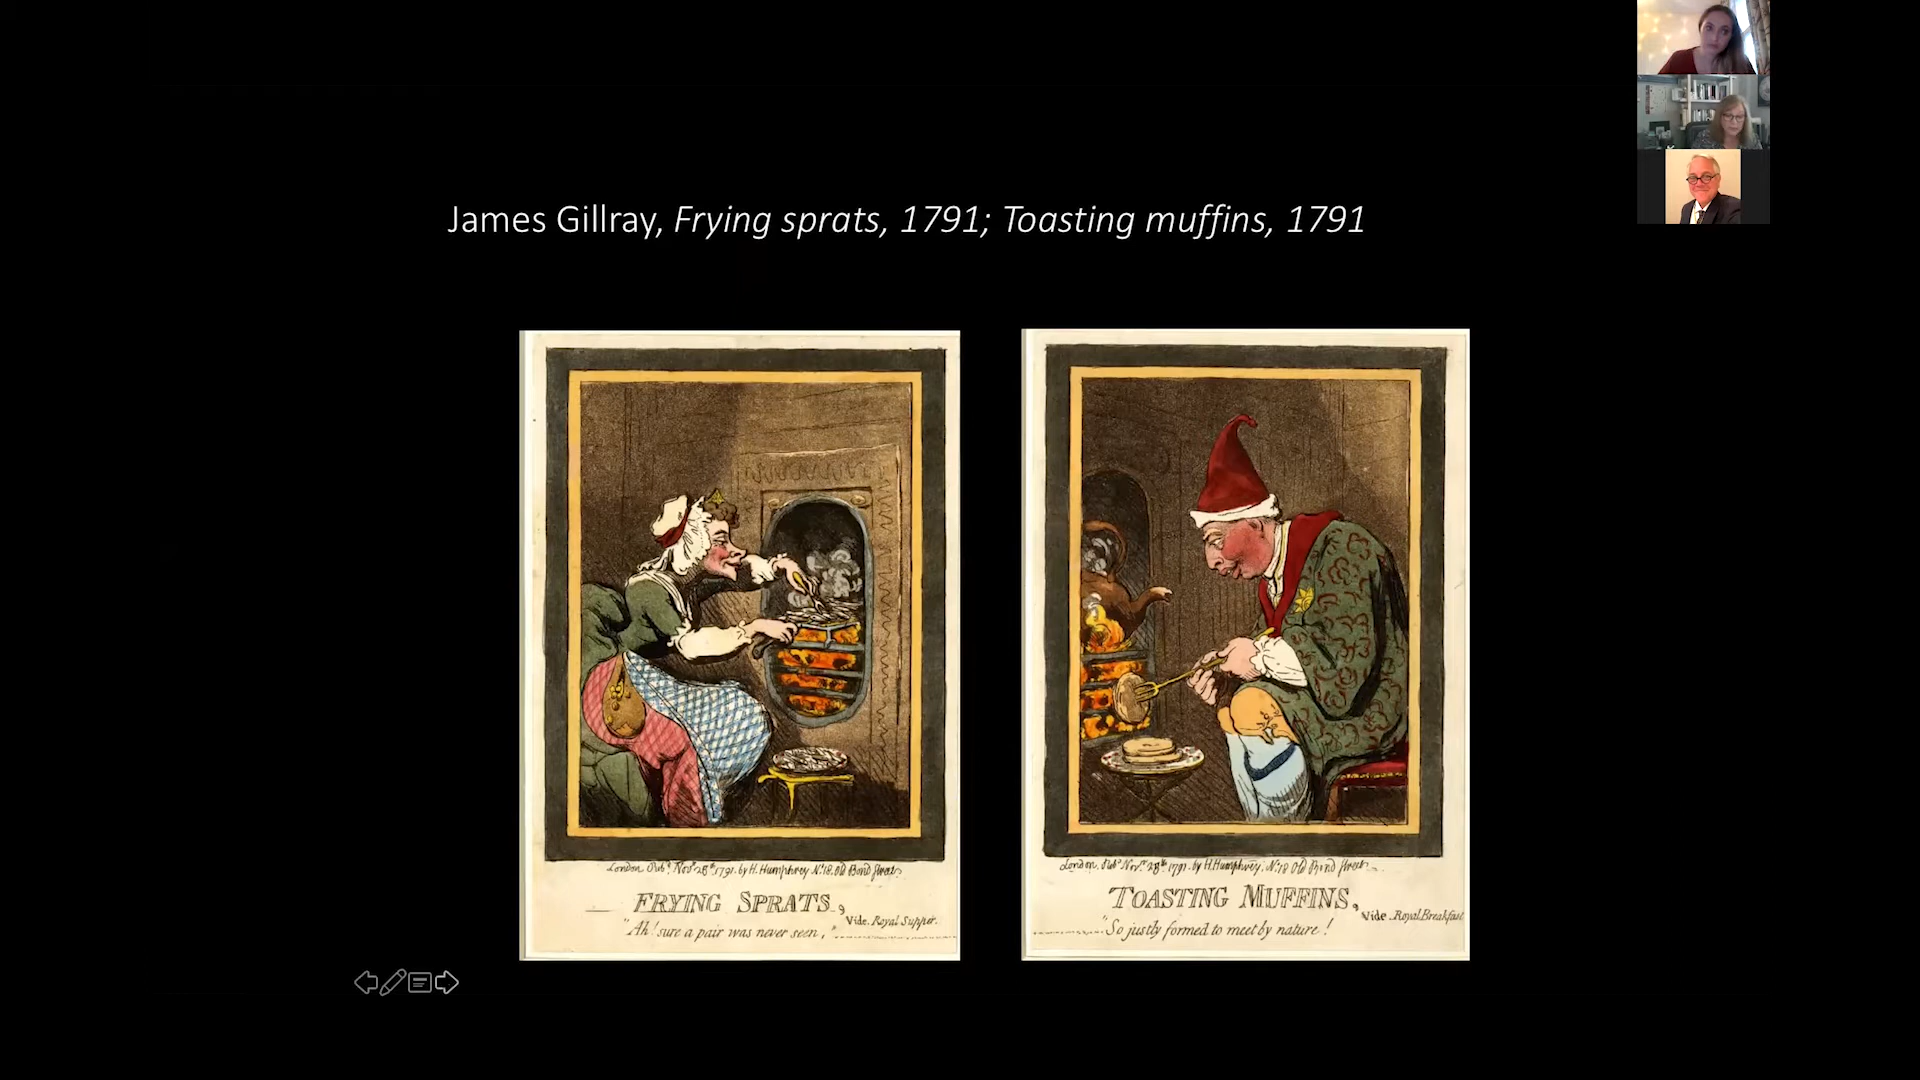 James Gillray, Frying sprats, 1791; Toasting muffins, 1791
London, Pubd. Novr. 28th. 1791. by H. Humphrey No. 18. Old Bond Street
FRYING SPRATS, Vide. Royal Supper.
"Ah! sure a pair was never seen,"
London, Pubd. Novr. 28th. 1791. by H. Humphrey, No. 18 Old Bond Street
TOASTING MUFFINS, Vide. Royal Breakfast
"So justly formed to meet by nature!